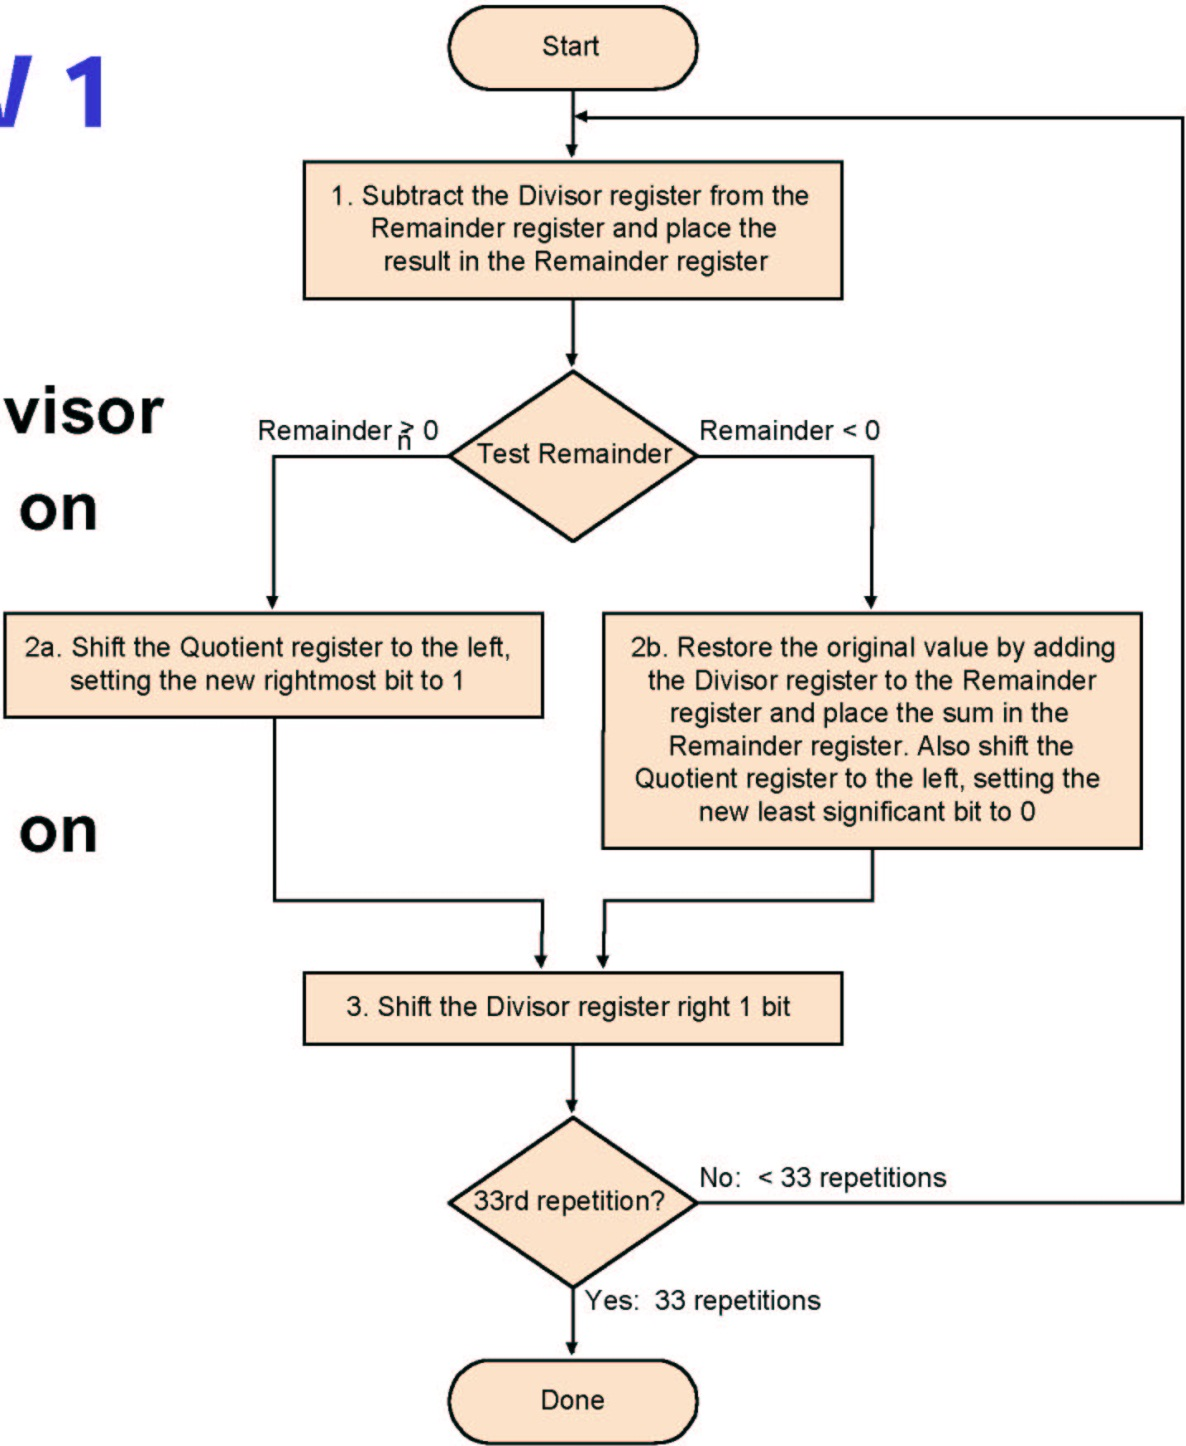 Start
1
1. Subtract the Divisor register from the
Remainder register and place the
result in the Remainder register
visor
Remainder ≥ 0
n
Test Remainder
Remainder < 0
on
2a. Shift the Quotient register to the left,
setting the new rightmost bit to 1
2b. Restore the original value by adding
the Divisor register to the Remainder
register and place the sum in the
Remainder register. Also shift the
Quotient register to the left, setting the
new least significant bit to 0
on
3. Shift the Divisor register right 1 bit
33rd repetition?
No: < 33 repetitions
Yes: 33 repetitions
Done